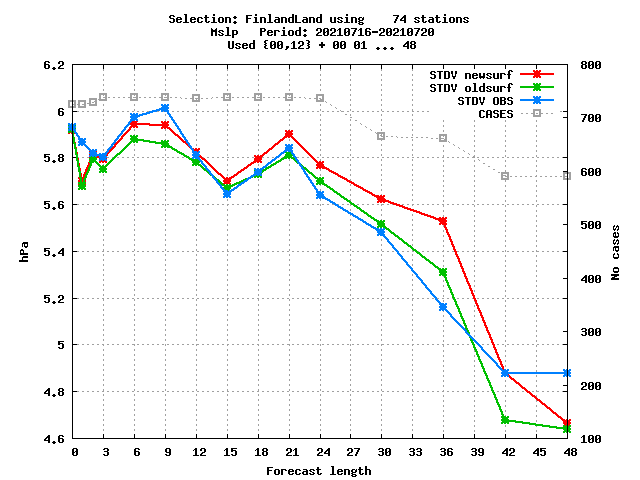 Selection: FinlandLand using    74 stations
Mslp   Period: 20210716-20210720
Used {00,12} + 00 01 ... 48
STDV newsurf
STDV oldsurf
STDV OBS
CASES
6.2
6
5.8
5.6
5.4
5.2
5
4.8
4.6
hPa
800
700
600
500
400
300
200
100
No cases
0 3 6 9 12 15 18 21 24 27 30 33 36 39 42 45 48
Forecast length